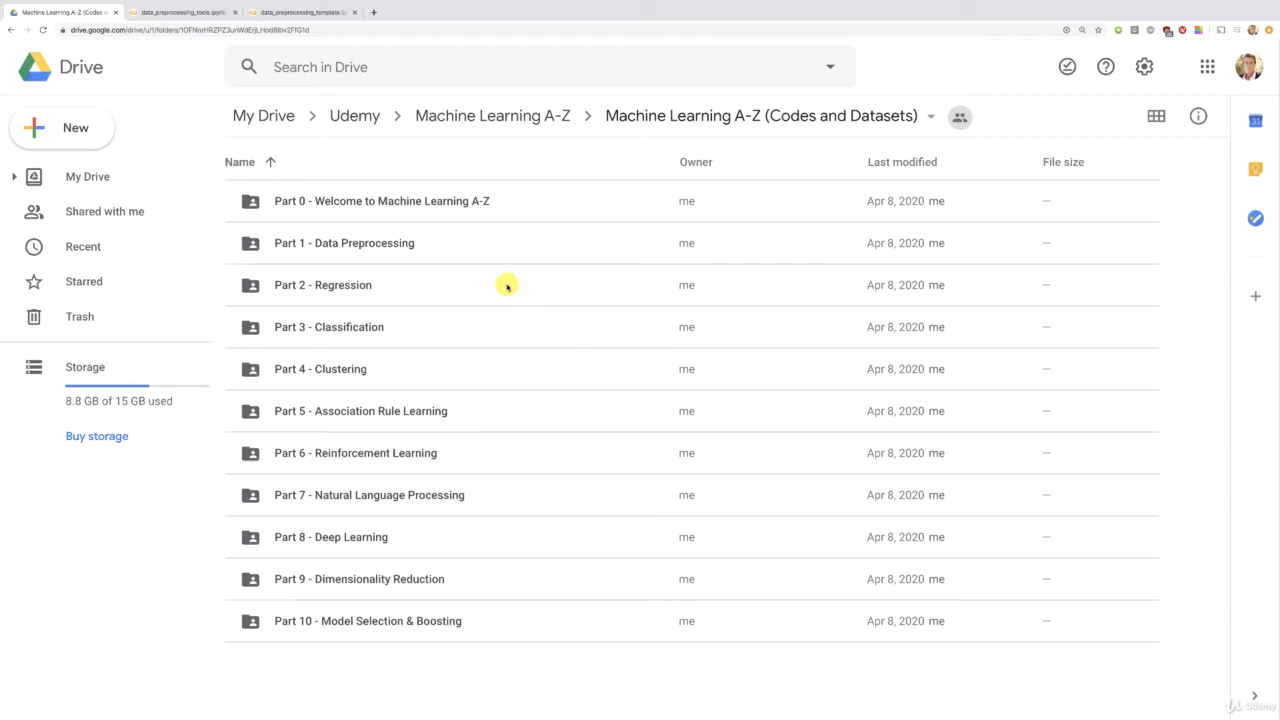 Machine Learning A-Z (Codes a
data_preprocessing_tools.ipynb
data_preprocessing_template.ip
drive.google.com/drive/u/1/folders/
Drive
Search in Drive
My Drive > Udemy > Machine Learning A-Z > Machine Learning A-Z (Codes and Datasets)
New
My Drive
Shared with me
Recent
Starred
Trash
Storage
8.8 GB of 15 GB used
Buy storage
Name Owner Last modified File size
Part 0 - Welcome to Machine Learning A-Z me Apr 8, 2020 me —
Part 1 - Data Preprocessing me Apr 8, 2020 me —
Part 2 - Regression me Apr 8, 2020 me —
Part 3 - Classification me Apr 8, 2020 me —
Part 4 - Clustering me Apr 8, 2020 me —
Part 5 - Association Rule Learning me Apr 8, 2020 me —
Part 6 - Reinforcement Learning me Apr 8, 2020 me —
Part 7 - Natural Language Processing me Apr 8, 2020 me —
Part 8 - Deep Learning me Apr 8, 2020 me —
Part 9 - Dimensionality Reduction me Apr 8, 2020 me —
Part 10 - Model Selection & Boosting me Apr 8, 2020 me —
31
Udemy